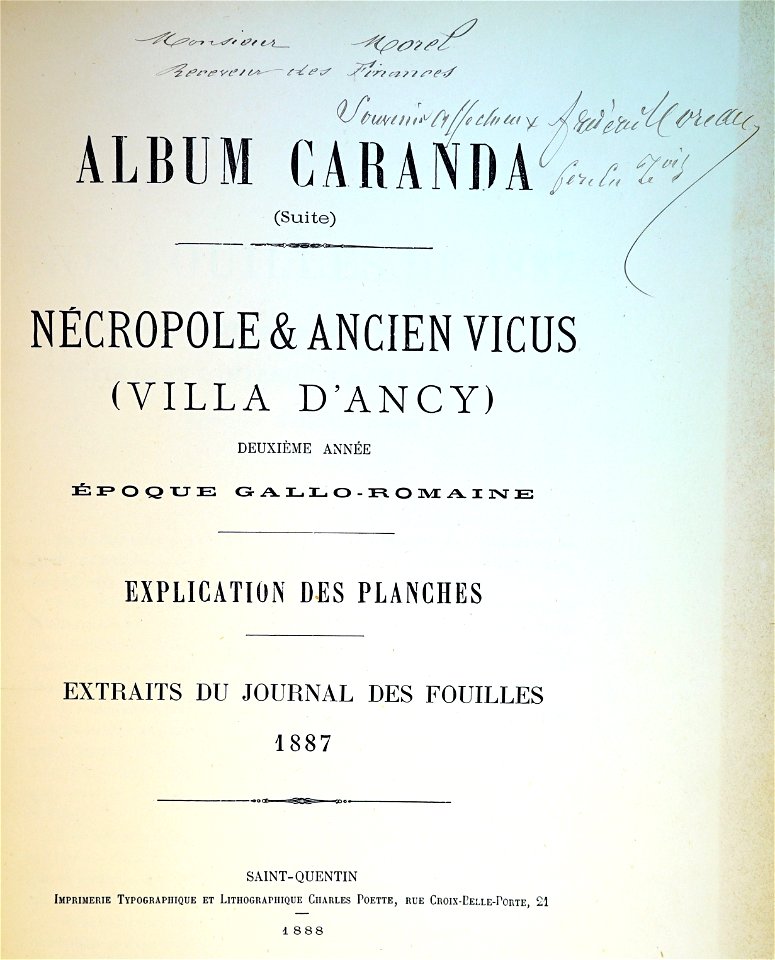 Monsieur Morel
Receveur des Finances
Souvenir affectueux Frédéric Moreau
ALBUM CARANDA
(Suite)
NÉCROPOLE & ANCIEN VICUS
(VILLA D'ANCY)
DEUXIÈME ANNÉE
ÉPOQUE GALLO-ROMAINE
EXPLICATION DES PLANCHES
EXTRAITS DU JOURNAL DES FOUILLES
1887
SAINT-QUENTIN
IMPRIMERIE TYPOGRAPHIQUE ET LITHOGRAPHIQUE CHARLES POETTE, RUE CROIX-BELLE-PORTE, 21
1888